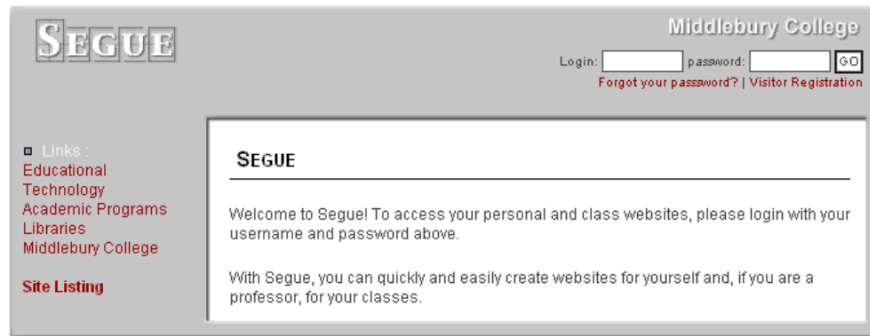 SEGUE
Middlebury College
Login: password: GO
Forgot your passsword? | Visitor Registration
Links :
Educational
Technology
Academic Programs
Libraries
Middlebury College
Site Listing
SEGUE
Welcome to Segue! To access your personal and class websites, please login with your
username and password above.
With Segue, you can quickly and easily create websites for yourself and, if you are a
professor, for your classes.